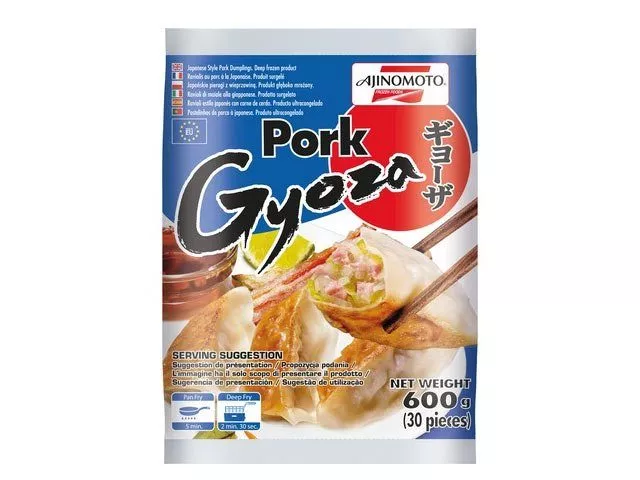 Japanese Style Pork Dumplings. Deep frozen product
Raviolis au porc à la Japonaise. Produit surgelé
Japońskie pierogi z wieprzowiną. Produkt głęboko mrożony.
Ravioli di maiale alla giapponese. Prodotto surgelato
Ravioli estilo japonés con carne de cerdo. Producto ultracongelado
Pastelinhos de porco à japonesa. Produto ultracongelado
EU
AJINOMOTO®
FROZEN FOODS
Pork
Gyoza
ギョーザ
SERVING SUGGESTION
Suggestion de présentation / Propozycja podania /
L'immagine ha il solo scopo di presentare il prodotto /
Sugerencia de presentación / Sugestão de utilização
Pan Fry
5 min.
Deep Fry
2 min. 30 sec.
NET WEIGHT
600g
(30 pieces)